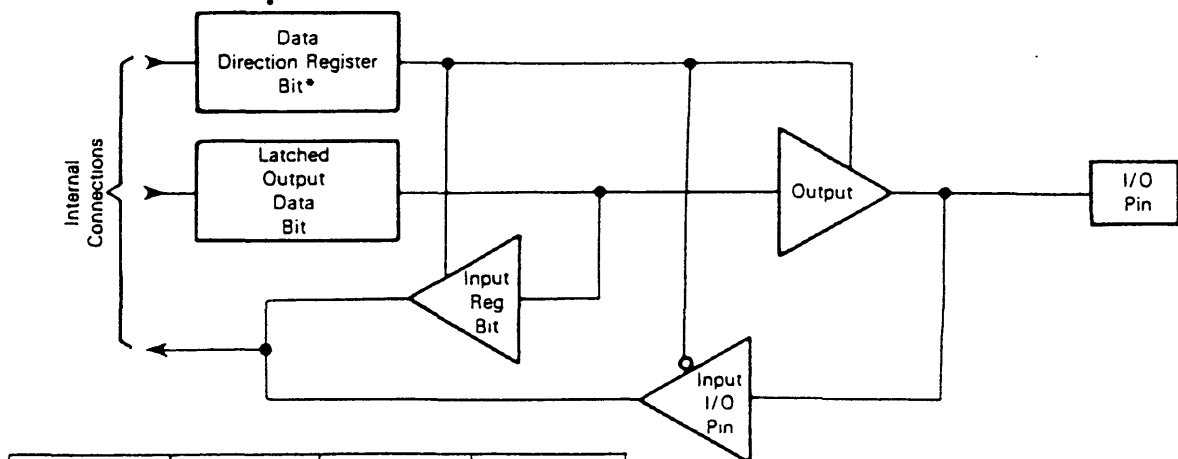 Data
Direction Register
Bit*
Latched
Output
Data
Bit
Internal
Connections
Output
I/O
Pin
Input
Reg
Bit
Input
I/O
Pin